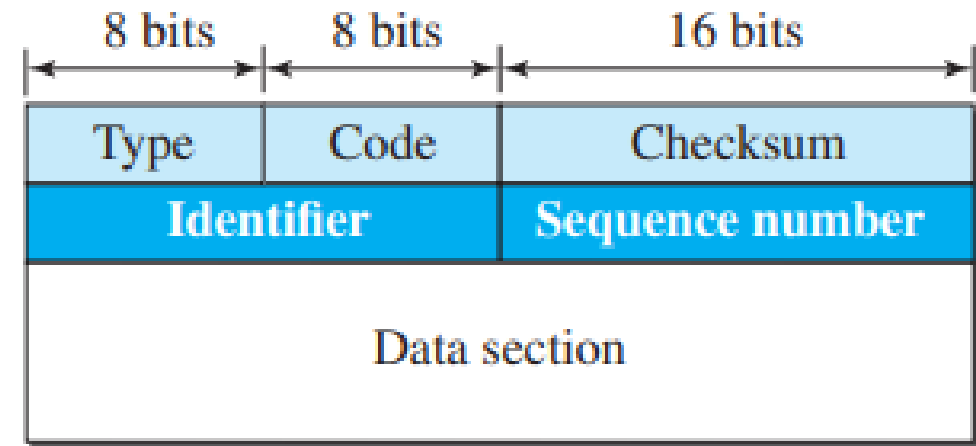 8 bits 8 bits 16 bits
Type Code Checksum
Identifier Sequence number
Data section